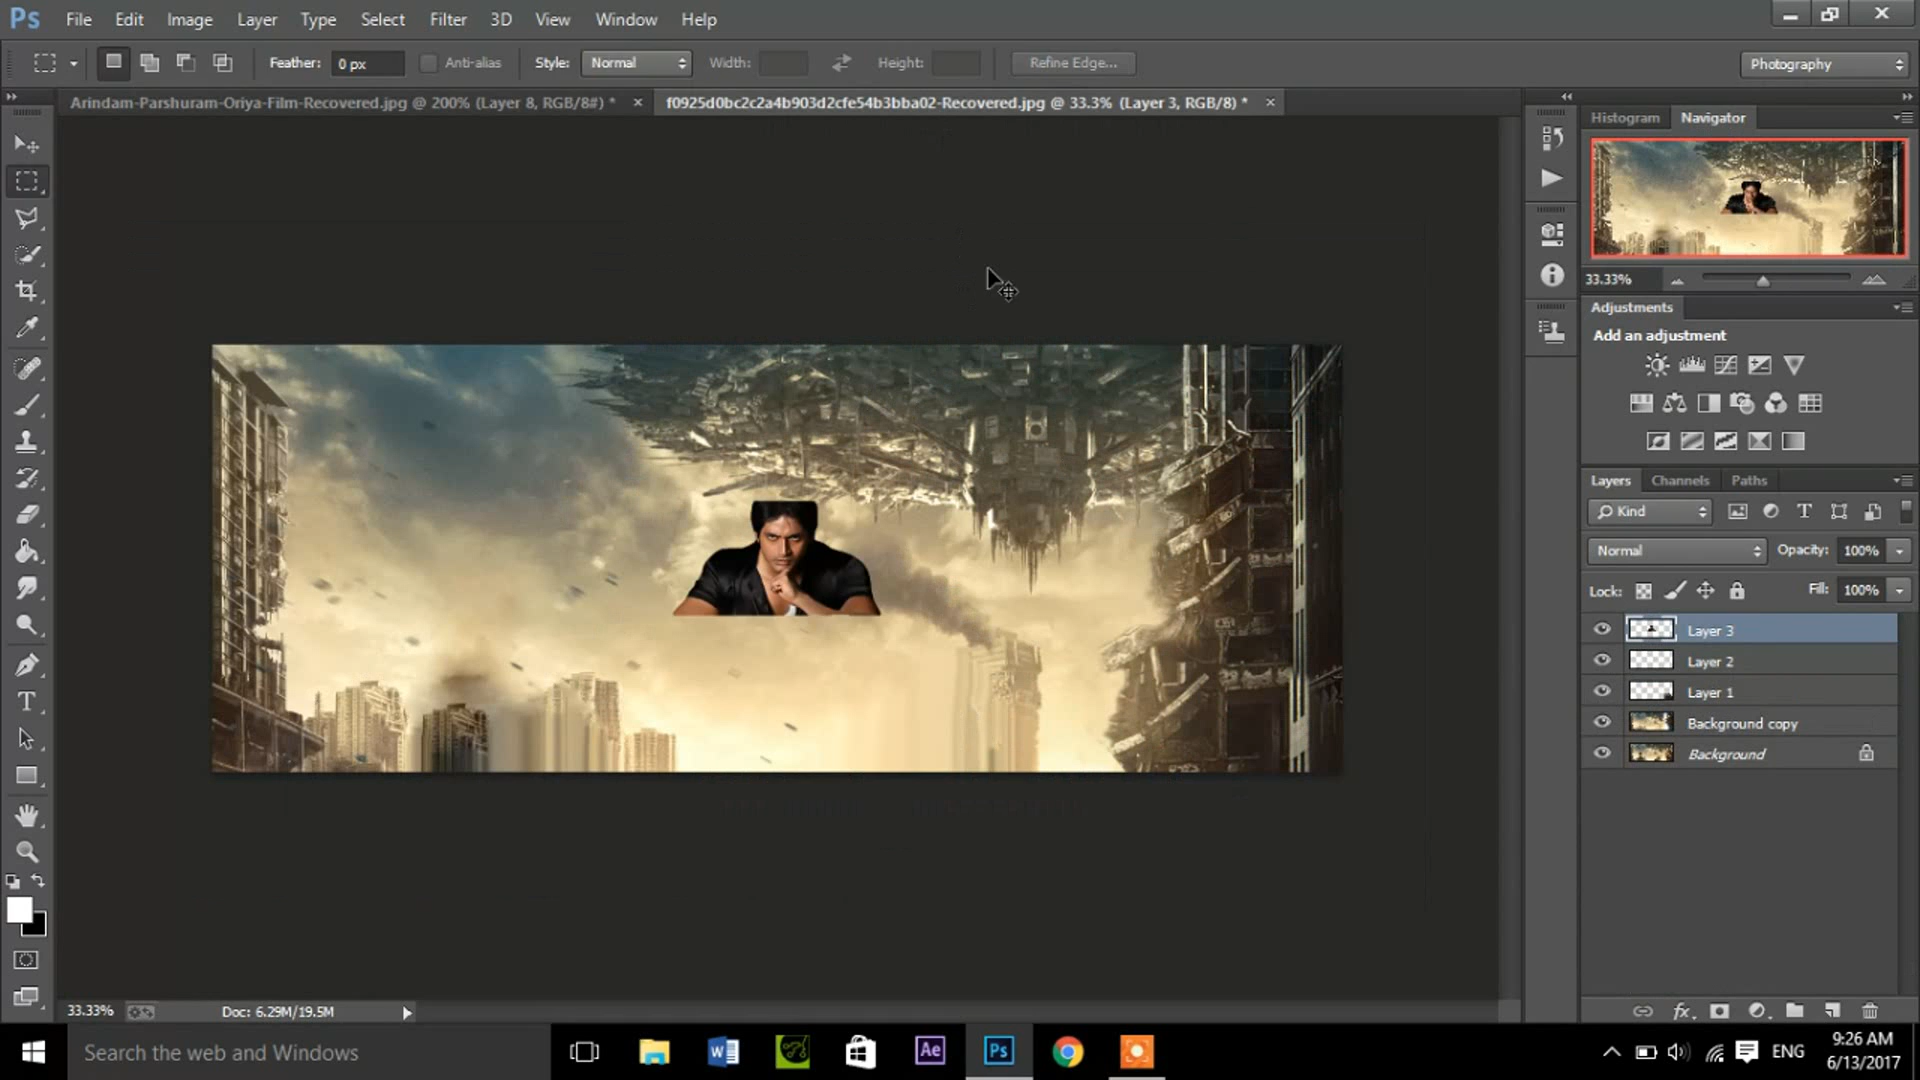 Ps File Edit Image Layer Type Select Filter 3D View Window Help
Feather: 0 px Anti-alias Style: Normal Width: Height: Refine Edge... Photography
Arindam-Parshuram-Oriya-Film-Recovered.jpg @ 200% (Layer 8, RGB/8#) * × f0925d0bc2c2a4b903d2cfe54b3bba02-Recovered.jpg @ 33.3% (Layer 3, RGB/8) * ×
Histogram Navigator
33.33%
Adjustments
Add an adjustment
Layers Channels Paths
Kind
Normal Opacity: 100%
Lock: Fill: 100%
Layer 3
Layer 2
Layer 1
Background copy
Background
33.33% Doc: 6.29M/19.5M
Search the web and Windows
Ae Ps
ENG
9:26 AM
6/13/2017